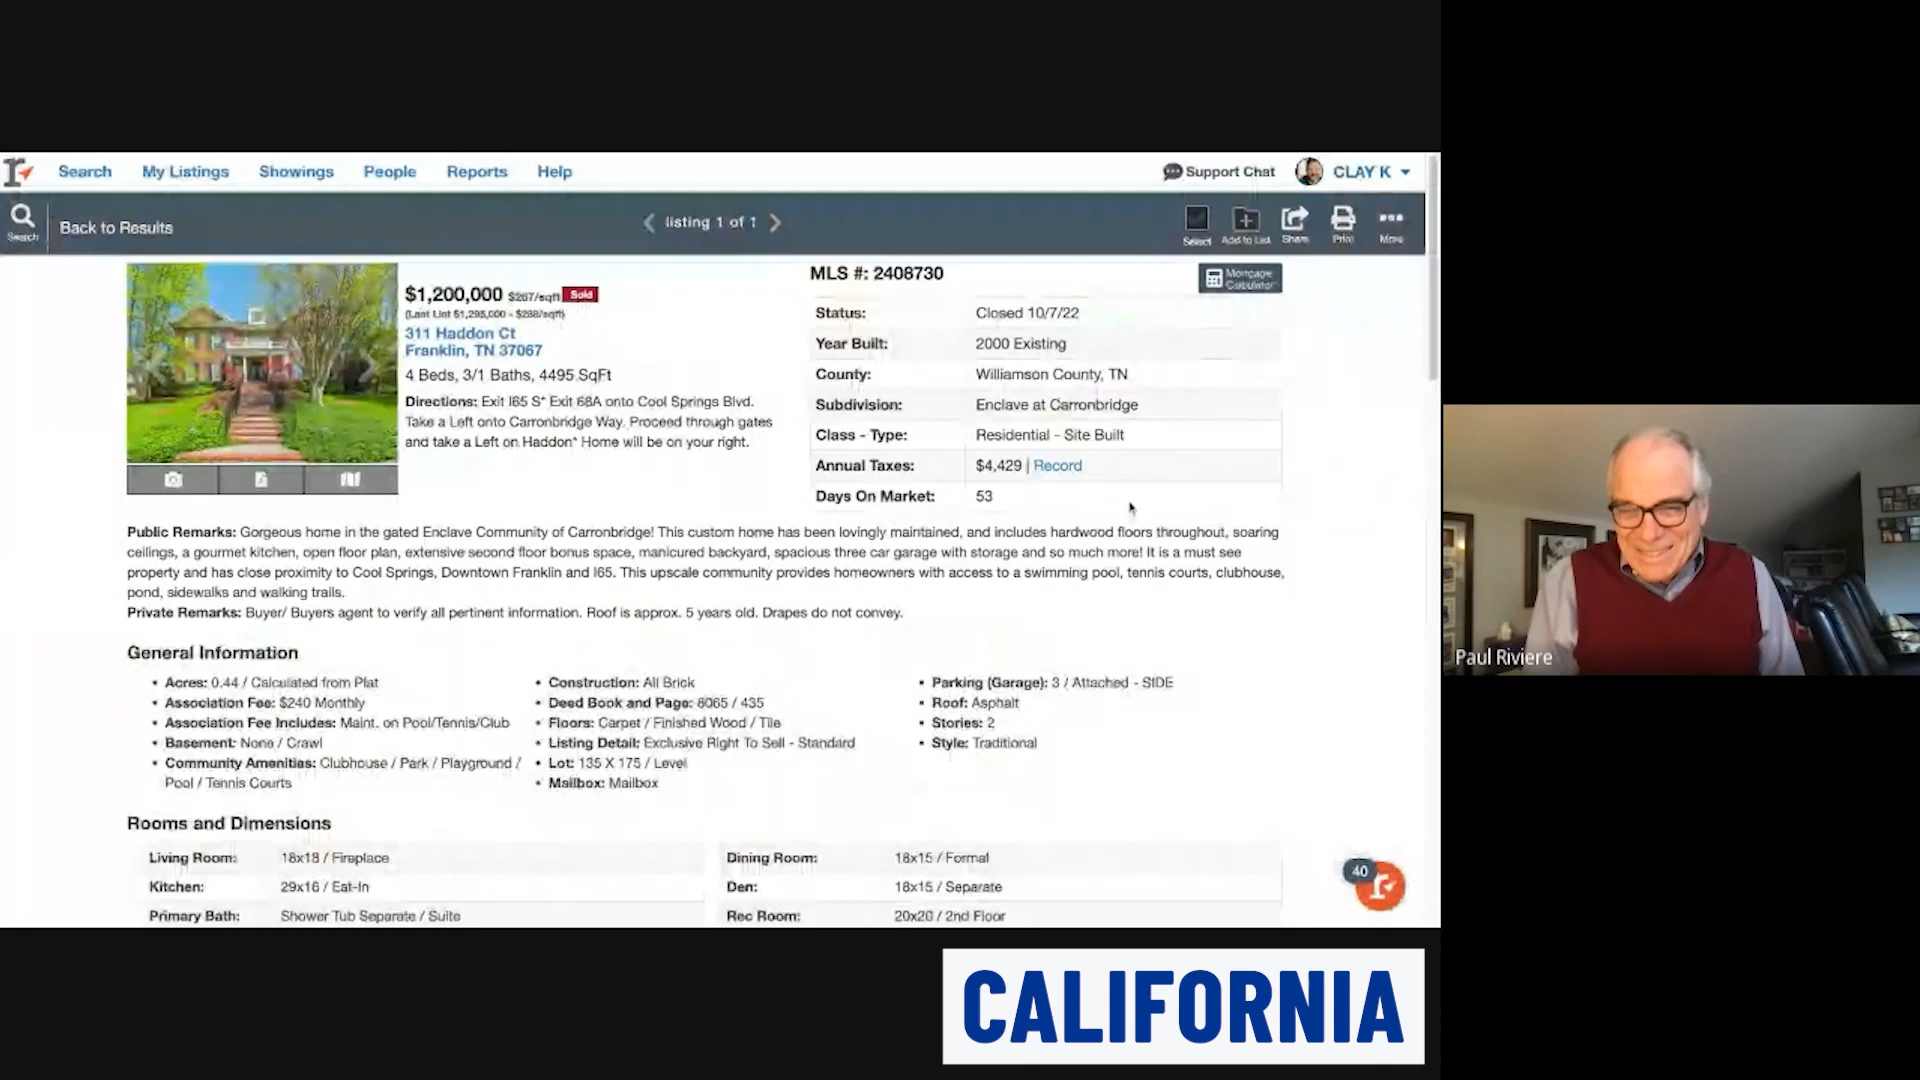 Search My Listings Showings People Reports Help Support Chat CLAY K
Search Back to Results listing 1 of 1 Select Add to List Share Print More
$1,200,000 $267/sqft Sold
(Last List $1,295,000 - $288/sqft)
311 Haddon Ct
Franklin, TN 37067
4 Beds, 3/1 Baths, 4495 SqFt
Directions: Exit I65 S* Exit 68A onto Cool Springs Blvd.
Take a Left onto Carronbridge Way. Proceed through gates
and take a Left on Haddon* Home will be on your right.
MLS #: 2408730
Mortgage
Calculator
Status: Closed 10/7/22
Year Built: 2000 Existing
County: Williamson County, TN
Subdivision: Enclave at Carronbridge
Class - Type: Residential - Site Built
Annual Taxes: $4,429 | Record
Days On Market: 53
Public Remarks: Gorgeous home in the gated Enclave Community of Carronbridge! This custom home has been lovingly maintained, and includes hardwood floors throughout, soaring
ceilings, a gourmet kitchen, open floor plan, extensive second floor bonus space, manicured backyard, spacious three car garage with storage and so much more! It is a must see
property and has close proximity to Cool Springs, Downtown Franklin and I65. This upscale community provides homeowners with access to a swimming pool, tennis courts, clubhouse,
pond, sidewalks and walking trails.
Private Remarks: Buyer/ Buyers agent to verify all pertinent information. Roof is approx. 5 years old. Drapes do not convey.
General Information
• Acres: 0.44 / Calculated from Plat
• Association Fee: $240 Monthly
• Association Fee Includes: Maint. on Pool/Tennis/Club
• Basement: None / Crawl
• Community Amenities: Clubhouse / Park / Playground /
Pool / Tennis Courts
• Construction: All Brick
• Deed Book and Page: 8065 / 435
• Floors: Carpet / Finished Wood / Tile
• Listing Detail: Exclusive Right To Sell - Standard
• Lot: 135 X 175 / Level
• Mailbox: Mailbox
• Parking (Garage): 3 / Attached - SIDE
• Roof: Asphalt
• Stories: 2
• Style: Traditional
Rooms and Dimensions
Living Room: 18x18 / Fireplace
Kitchen: 29x16 / Eat-In
Primary Bath: Shower Tub Separate / Suite
Dining Room: 18x15 / Formal
Den: 18x15 / Separate
Rec Room: 20x20 / 2nd Floor
40
Paul Riviere
CALIFORNIA